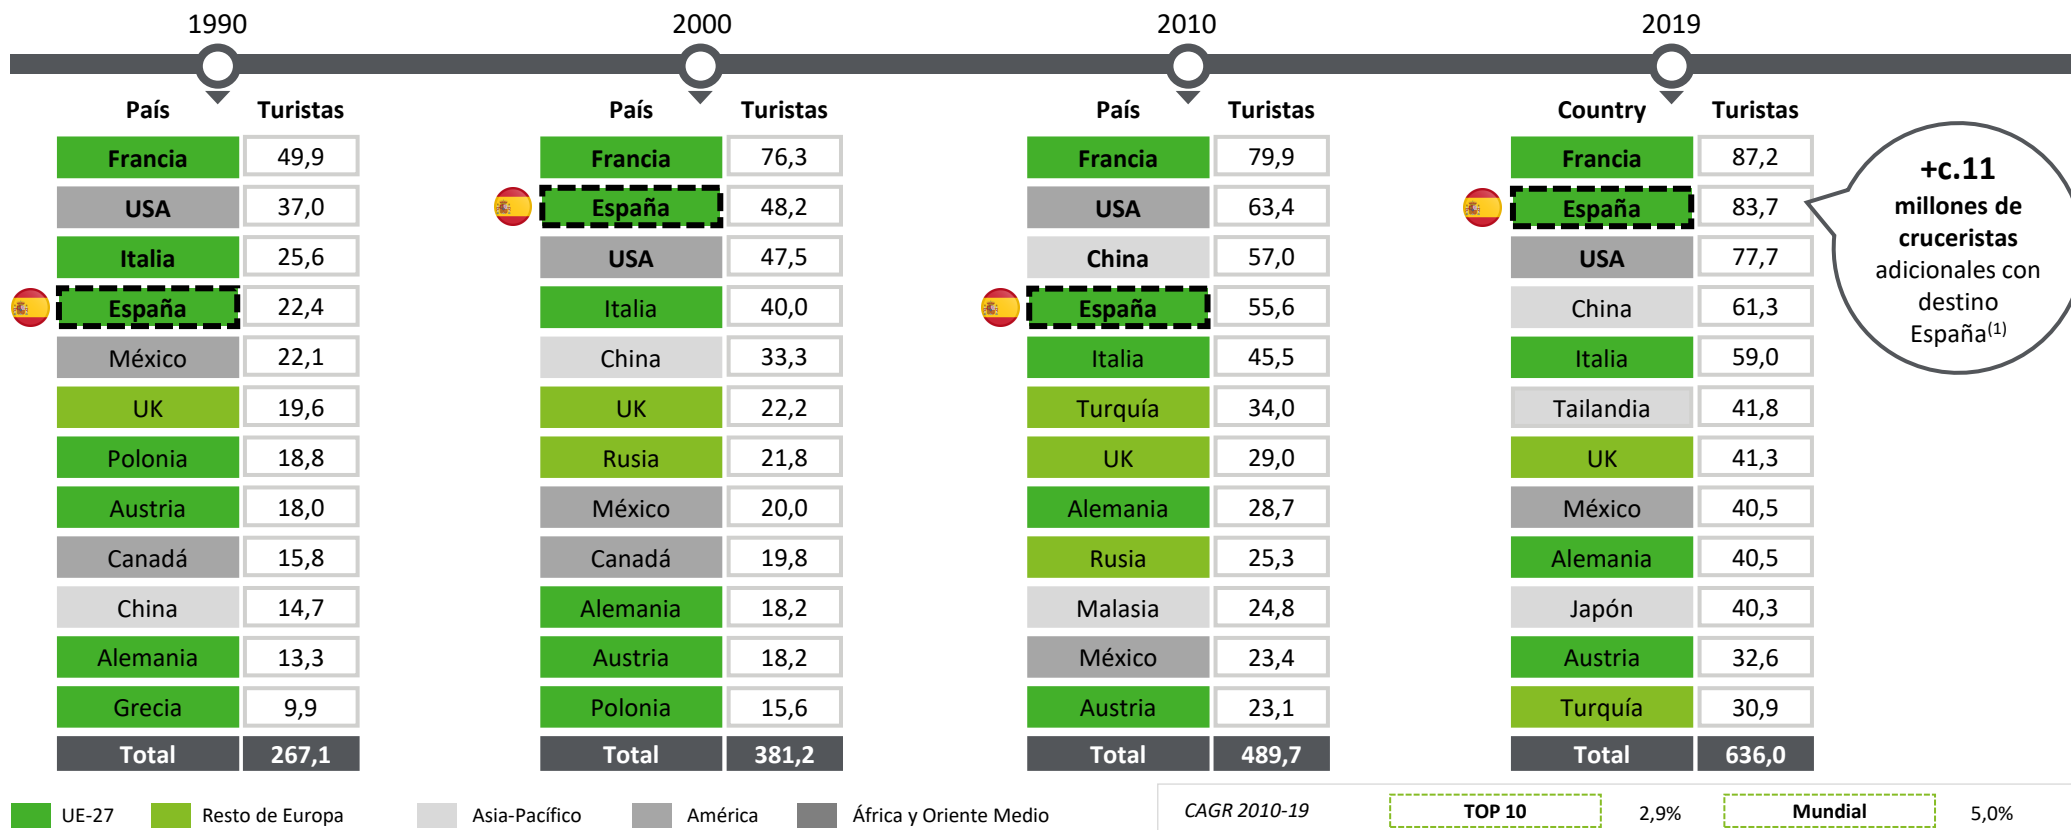 1990
2000
2010
2019
País Turistas
Francia 49,9
USA 37,0
Italia 25,6
España 22,4
México 22,1
UK 19,6
Polonia 18,8
Austria 18,0
Canadá 15,8
China 14,7
Alemania 13,3
Grecia 9,9
Total 267,1
País Turistas
Francia 76,3
España 48,2
USA 47,5
Italia 40,0
China 33,3
UK 22,2
Rusia 21,8
México 20,0
Canadá 19,8
Alemania 18,2
Austria 18,2
Polonia 15,6
Total 381,2
País Turistas
Francia 79,9
USA 63,4
China 57,0
España 55,6
Italia 45,5
Turquía 34,0
UK 29,0
Alemania 28,7
Rusia 25,3
Malasia 24,8
México 23,4
Austria 23,1
Total 489,7
Country Turistas
Francia 87,2
España 83,7
USA 77,7
China 61,3
Italia 59,0
Tailandia 41,8
UK 41,3
México 40,5
Alemania 40,5
Japón 40,3
Austria 32,6
Turquía 30,9
Total 636,0
+c.11
millones de
cruceristas
adicionales con
destino
España(1)
UE-27 Resto de Europa Asia-Pacífico América África y Oriente Medio
CAGR 2010-19 TOP 10 2,9% Mundial 5,0%